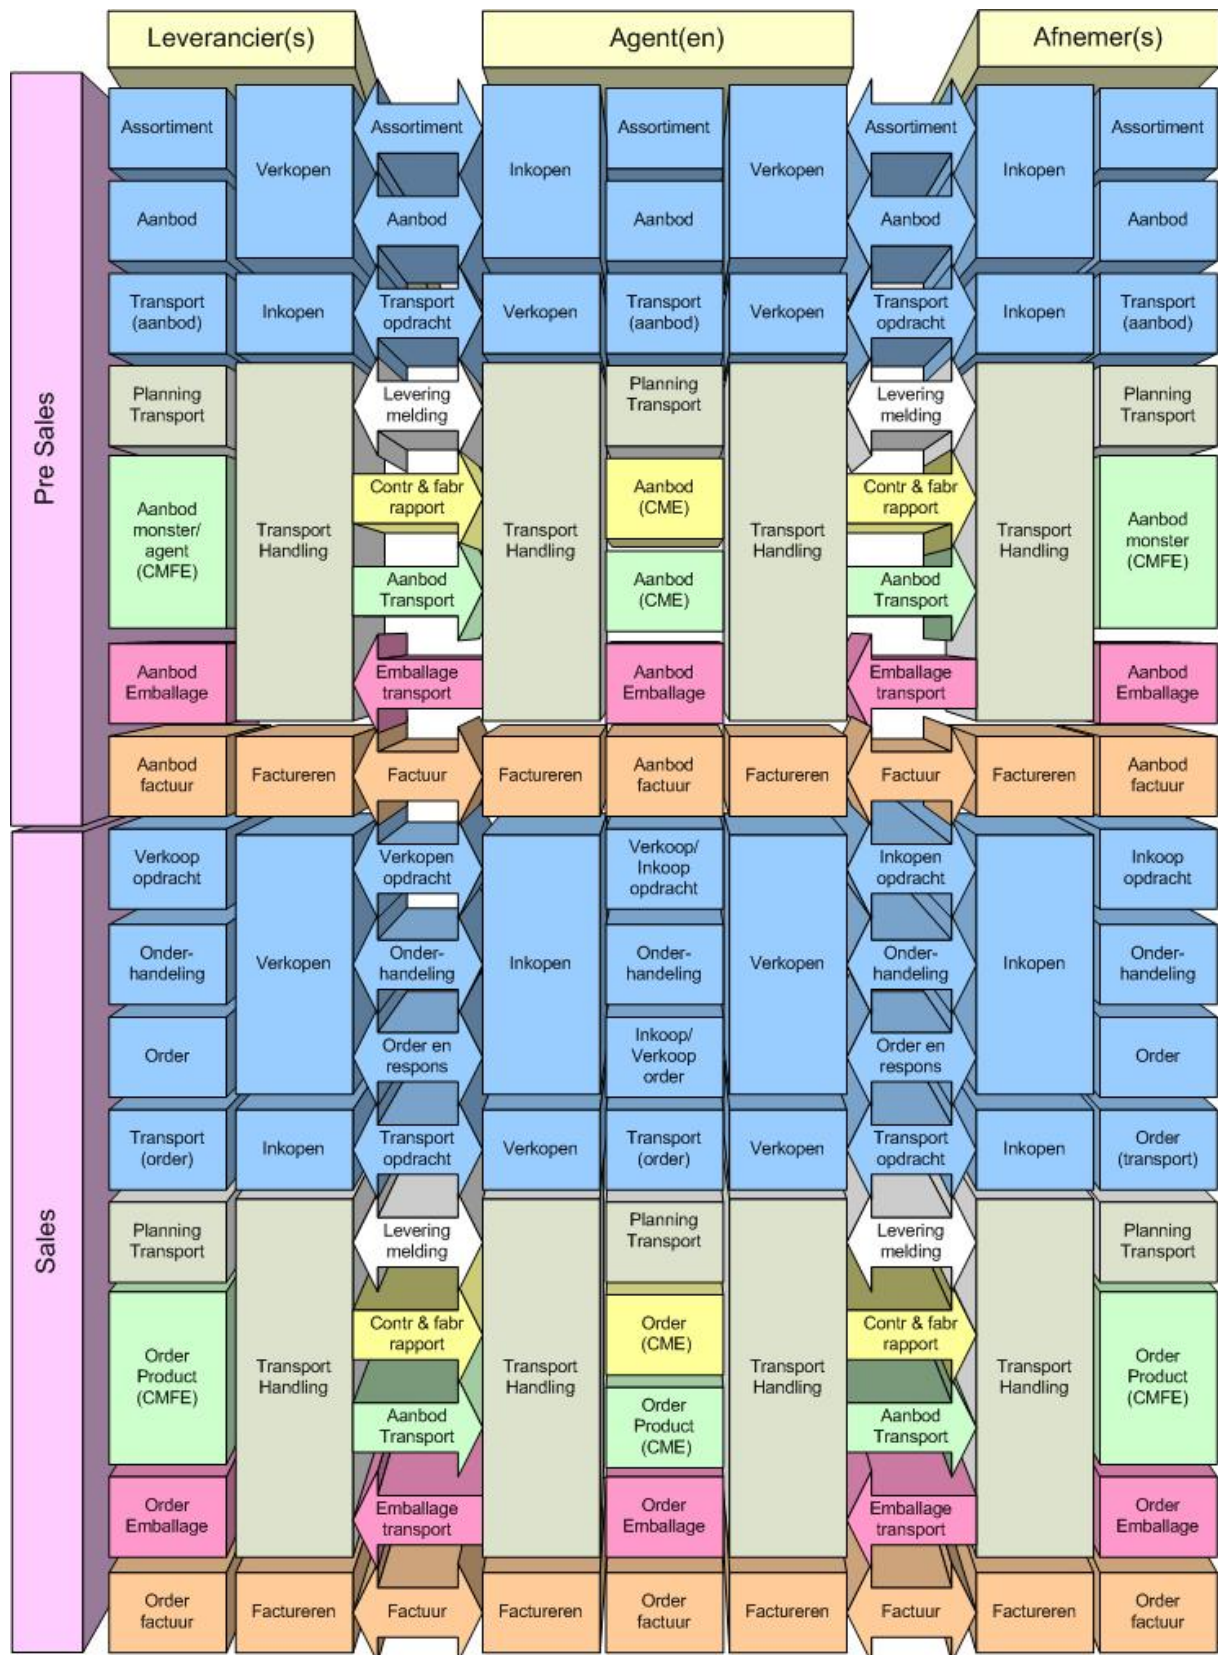 Leverancier(s)
Agent(en)
Afnemer(s)
Pre Sales
Assortiment
Verkopen
Assortiment
Inkopen
Assortiment
Verkopen
Assortiment
Inkopen
Assortiment
Aanbod
Aanbod
Aanbod
Aanbod
Aanbod
Transport
(aanbod)
Inkopen
Transport
opdracht
Verkopen
Transport
(aanbod)
Verkopen
Transport
opdracht
Inkopen
Transport
(aanbod)
Planning
Transport
Levering
melding
Planning
Transport
Levering
melding
Planning
Transport
Aanbod
monster/
agent
(CMFE)
Transport
Handling
Contr & fabr
rapport
Transport
Handling
Aanbod
(CME)
Transport
Handling
Contr & fabr
rapport
Transport
Handling
Aanbod
monster
(CMFE)
Aanbod
Transport
Aanbod
(CME)
Aanbod
Transport
Aanbod
Emballage
Emballage
transport
Aanbod
Emballage
Emballage
transport
Aanbod
Emballage
Aanbod
factuur
Factureren
Factuur
Factureren
Aanbod
factuur
Factureren
Factuur
Factureren
Aanbod
factuur
Sales
Verkoop
opdracht
Verkopen
opdracht
Verkoop/
Inkoop
opdracht
Inkopen
opdracht
Inkoop
opdracht
Onder-
handeling
Verkopen
Onder-
handeling
Inkopen
Onder-
handeling
Verkopen
Onder-
handeling
Inkopen
Onder-
handeling
Order
Order en
respons
Inkoop/
Verkoop
order
Order en
respons
Order
Transport
(order)
Inkopen
Transport
opdracht
Verkopen
Transport
(order)
Verkopen
Transport
opdracht
Inkopen
Order
(transport)
Planning
Transport
Levering
melding
Planning
Transport
Levering
melding
Planning
Transport
Order
Product
(CMFE)
Transport
Handling
Contr & fabr
rapport
Transport
Handling
Order
(CME)
Transport
Handling
Contr & fabr
rapport
Transport
Handling
Order
Product
(CMFE)
Aanbod
Transport
Order
Product
(CME)
Aanbod
Transport
Order
Emballage
Emballage
transport
Order
Emballage
Emballage
transport
Order
Emballage
Order
factuur
Factureren
Factuur
Factureren
Order
factuur
Factureren
Factuur
Factureren
Order
factuur